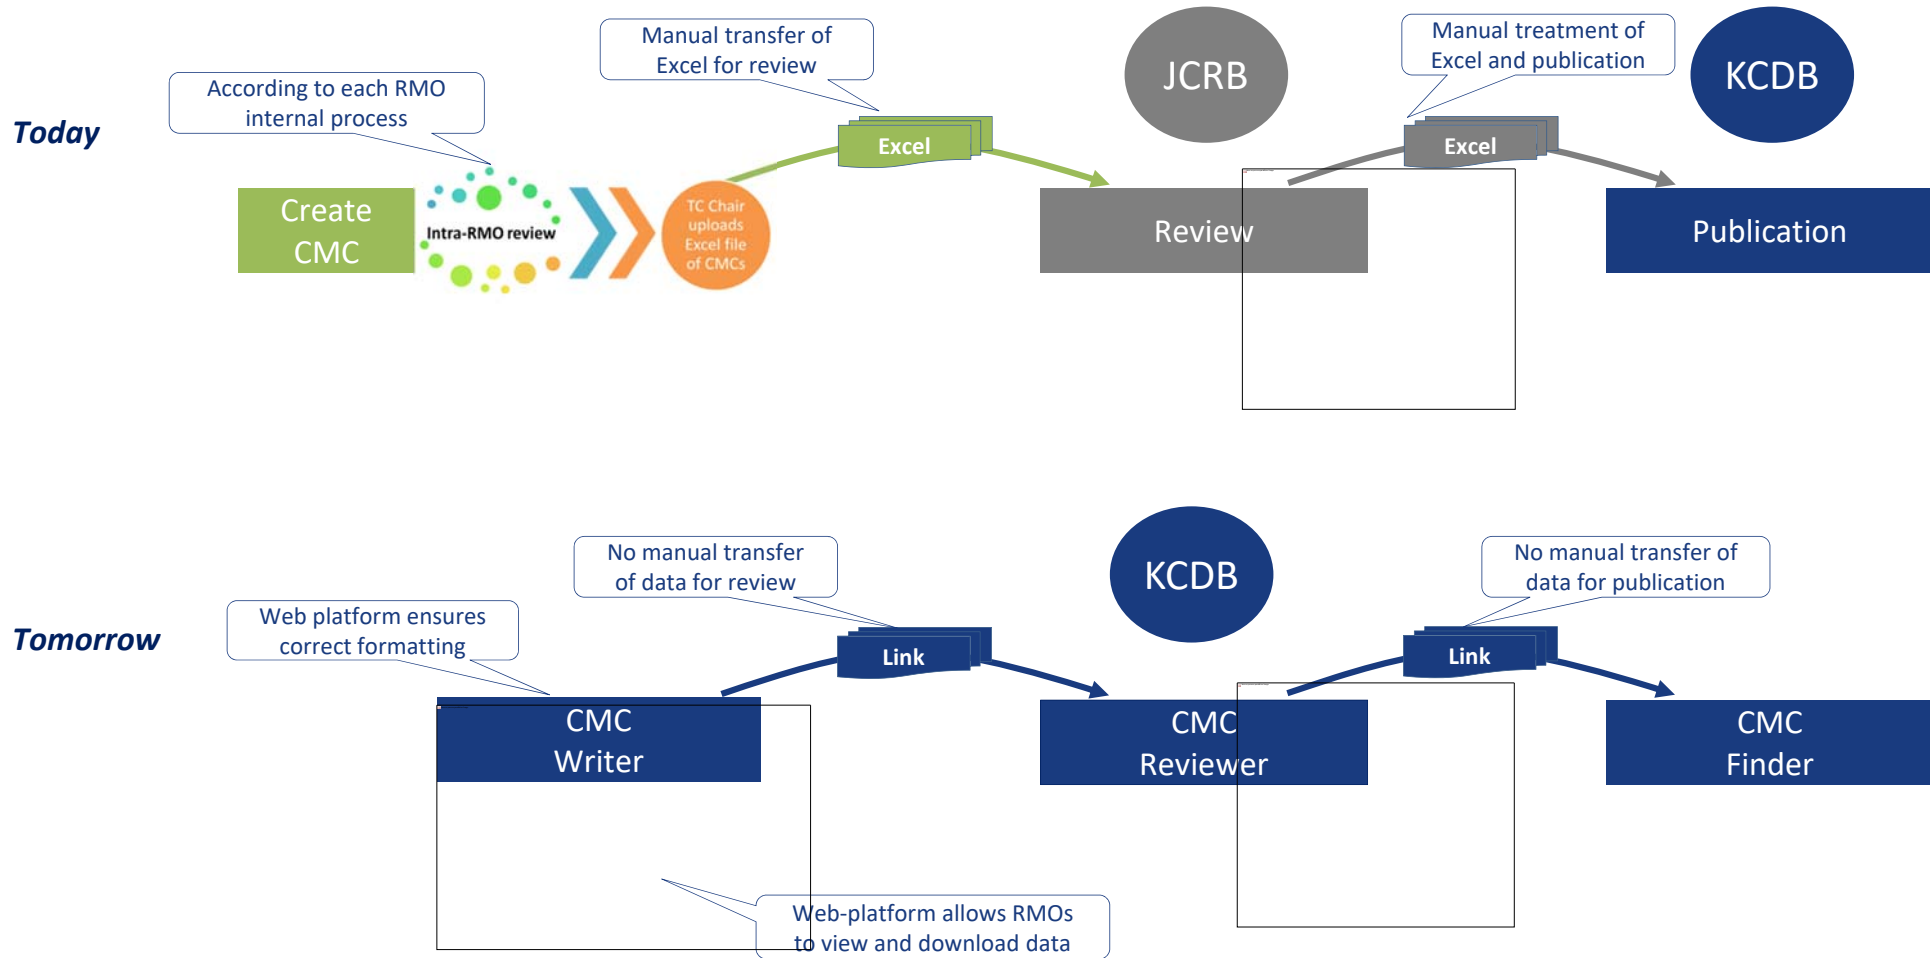 Manual transfer of
Excel for review
JCRB
Manual treatment of
Excel and publication
KCDB
According to each RMO
internal process
Today
Excel
Excel
Create
CMC
Intra-RMO review
TC Chair
uploads
Excel file
of CMCs
Review
Publication
No manual transfer
of data for review
KCDB
No manual transfer of
data for publication
Web platform ensures
correct formatting
Tomorrow
Link
Link
CMC
Writer
CMC
Reviewer
CMC
Finder
Web-platform allows RMOs
to view and download data